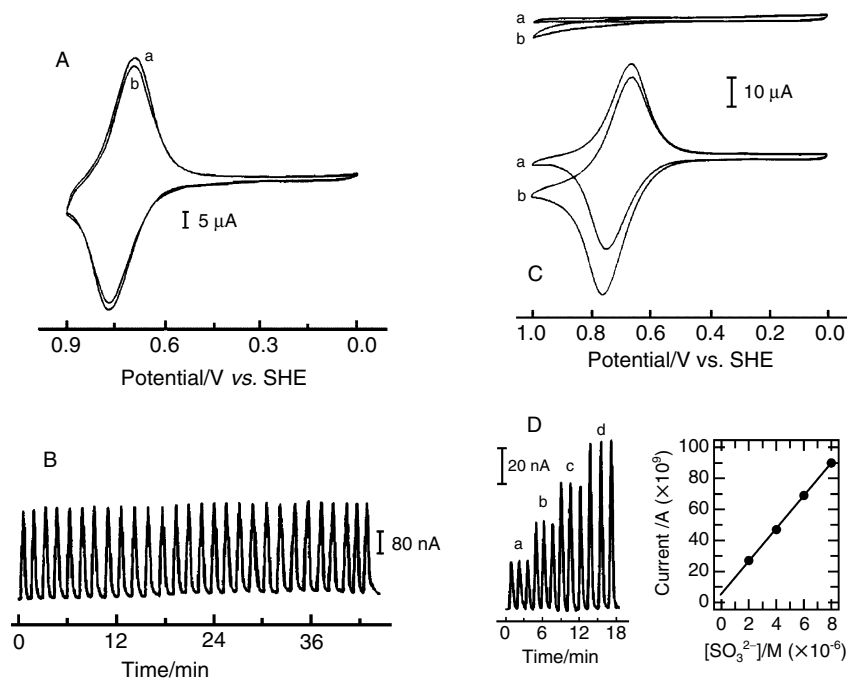 A
a
b
5 µA
0.9
0.6
0.3
0.0
Potential/V vs. SHE
a
b
10 µA
a
b
C
1.0
0.8
0.6
0.4
0.2
0.0
Potential/V vs. SHE
B
80 nA
0
12
24
36
Time/min
D
20 nA
a
b
c
d
0
6
12
18
Time/min
Current /A (×10⁹)
100
80
60
40
20
0
0
2
4
6
8
[SO₃²⁻]/M (×10⁻⁶)